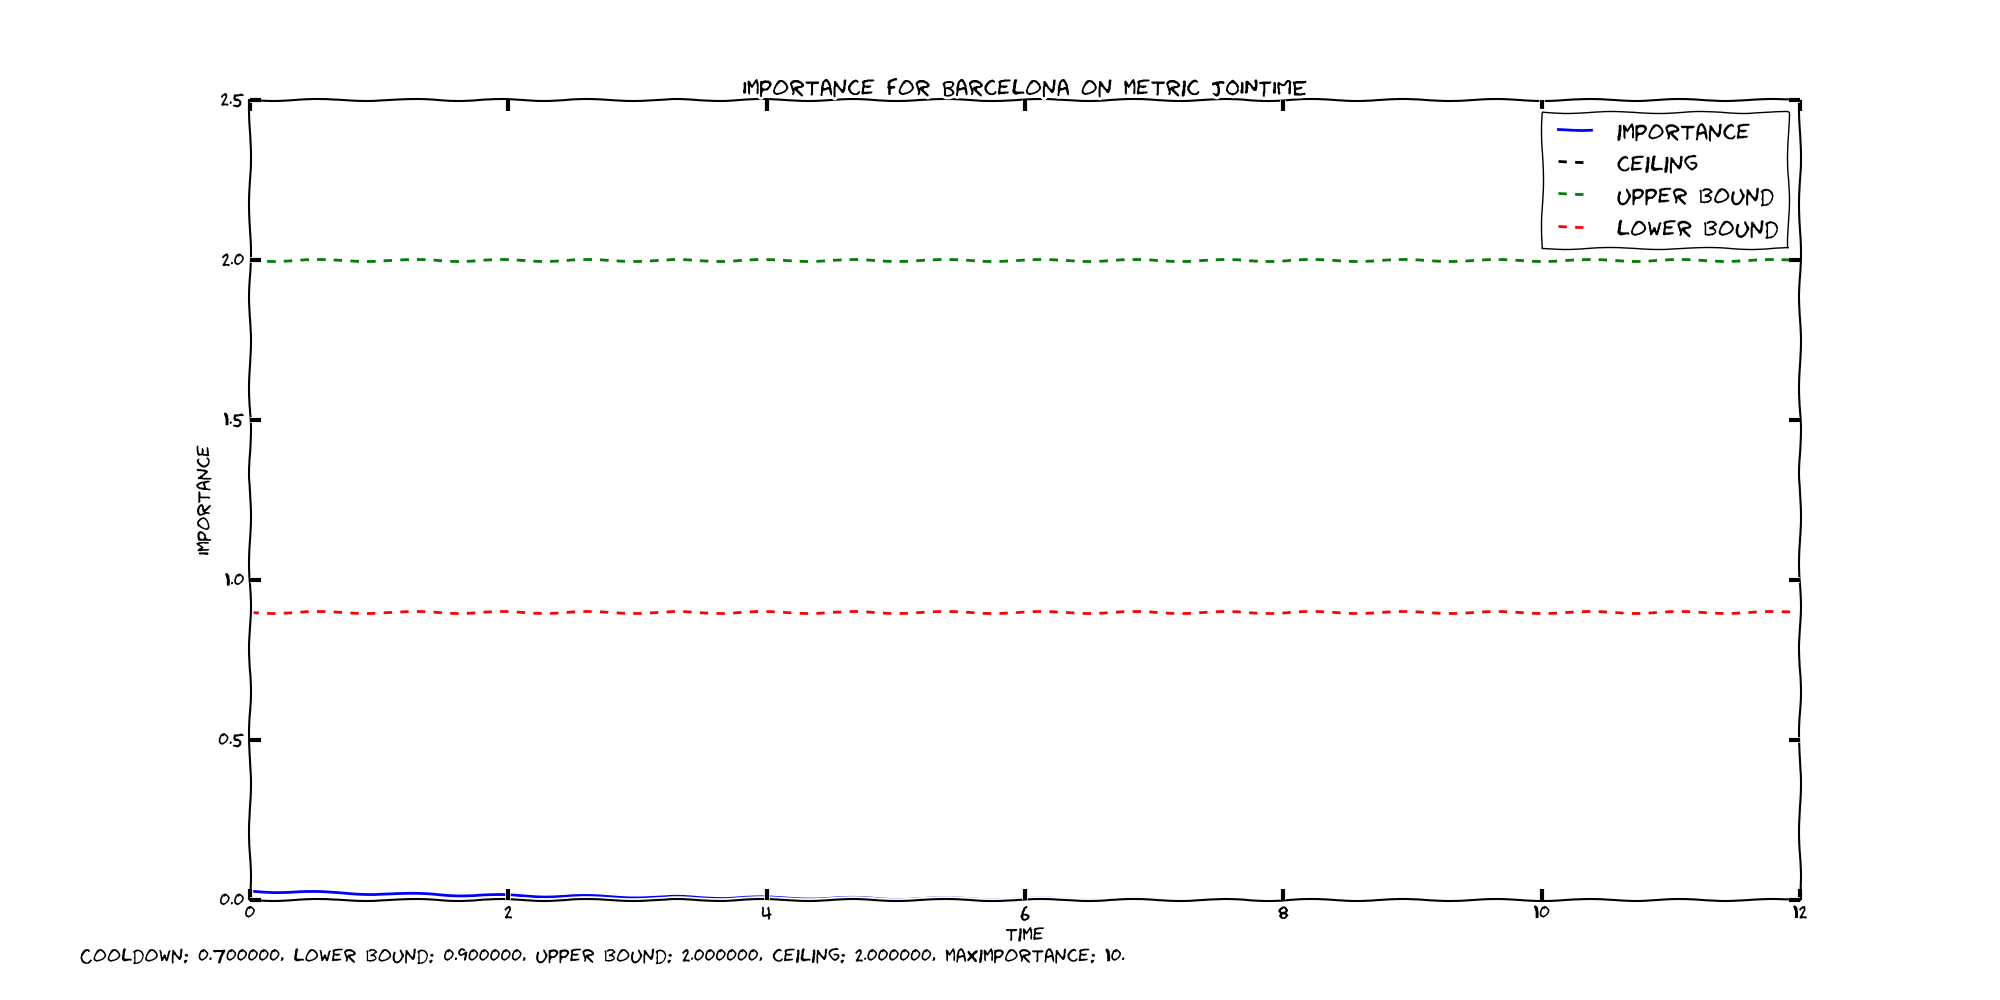 IMPORTANCE FOR BARCELONA ON METRIC JOINTIME
2.5
2.0
1.5
1.0
0.5
0.0
IMPORTANCE
IMPORTANCE
CEILING
UPPER BOUND
LOWER BOUND
0 2 4 6 8 10 12
TIME
COOLDOWN: 0.700000, LOWER BOUND: 0.900000, UPPER BOUND: 2.000000, CEILING: 2.000000, MAXIMPORTANCE: 10.